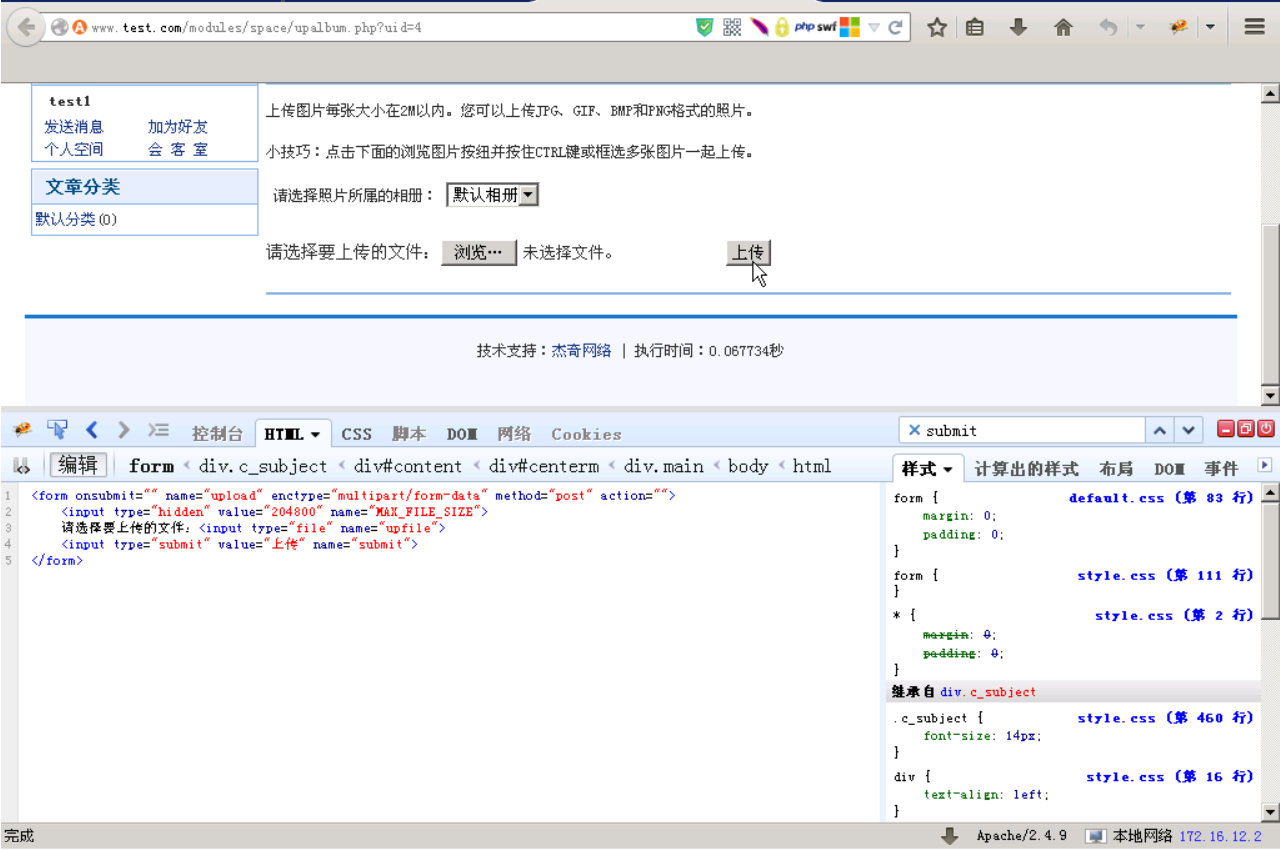 www.test.com/modules/space/upalbum.php?uid=4
php swf
test1
发送消息 加为好友
个人空间 会 客 室
文章分类
默认分类(0)
上传图片每张大小在2M以内。您可以上传JPG、GIF、BMP和PNG格式的照片。
小技巧：点击下面的浏览图片按纽并按住CTRL键或框选多张图片一起上传。
请选择照片所属的相册： 默认相册
请选择要上传的文件： 浏览… 未选择文件。 上传
技术支持：杰奇网络 | 执行时间：0.067734秒
控制台 HTML CSS 脚本 DOM 网络 Cookies
submit
编辑 form < div.c_subject < div#content < div#centerm < div.main < body < html
样式 计算出的样式 布局 DOM 事件
1 <form onsubmit="" name="upload" enctype="multipart/form-data" method="post" action="">
2 <input type="hidden" value="204800" name="MAX_FILE_SIZE">
3 请选择要上传的文件：<input type="file" name="upfile">
4 <input type="submit" value="上传" name="submit">
5 </form>
form { default.css (第 83 行)
margin: 0;
padding: 0;
}
form { style.css (第 111 行)
}
* { style.css (第 2 行)
margin: 0;
padding: 0;
}
继承自 div.c_subject
.c_subject { style.css (第 460 行)
font-size: 14px;
}
div { style.css (第 16 行)
text-align: left;
}
完成 Apache/2.4.9 本地网络 172.16.12.2